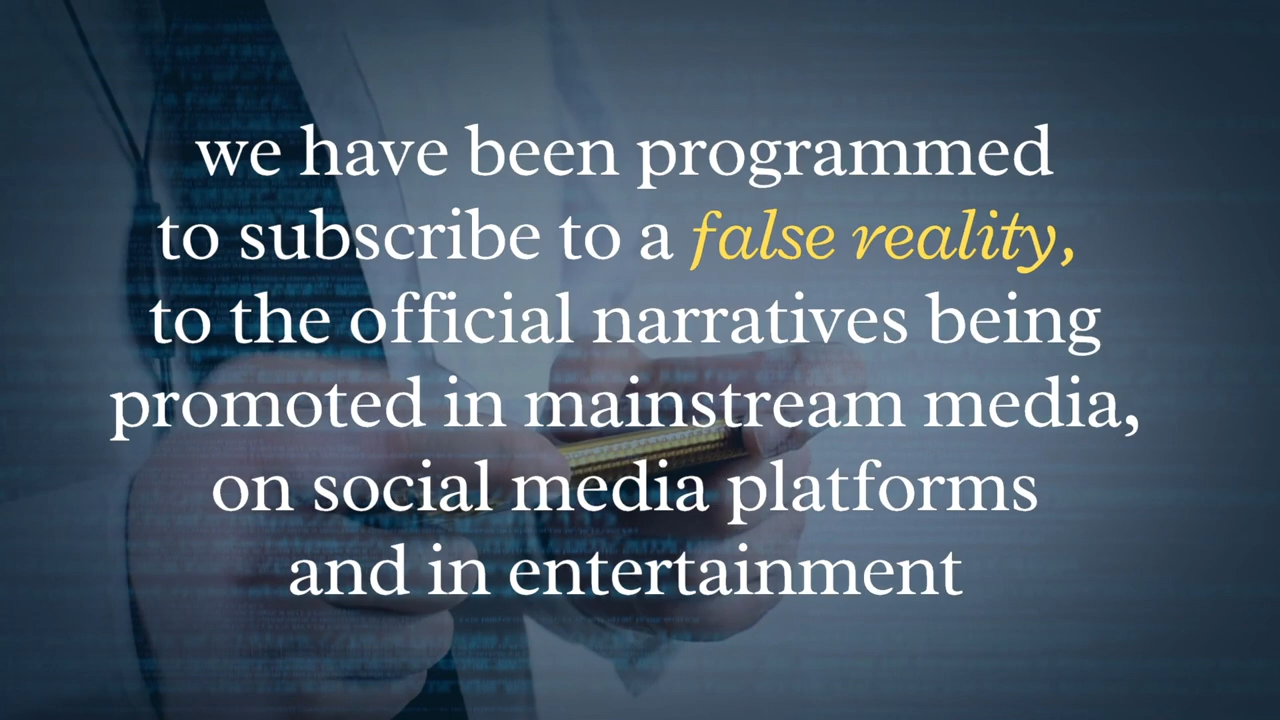 we have been programmed
to subscribe to a false reality,
to the official narratives being
promoted in mainstream media,
on social media platforms
and in entertainment